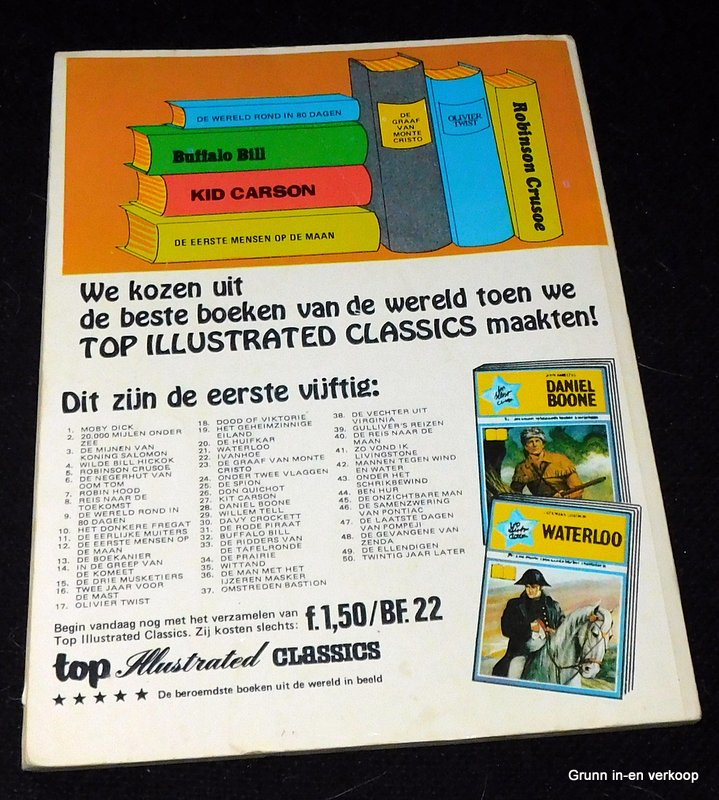 DE WERELD ROND IN 80 DAGEN
Buffalo Bill
KID CARSON
DE EERSTE MENSEN OP DE MAAN
DE
GRAAF
VAN
MONTE
CRISTO
OLIVIER
TWIST
Robinson Crusoe
We kozen uit
de beste boeken van de wereld toen we
TOP ILLUSTRATED CLASSICS maakten!
Dit zijn de eerste vijftig:
1. MOBY DICK
2. 20.000 MIJLEN ONDER
ZEE
3. DE MIJNEN VAN
KONING SALOMON
4. WILDE BILL HICKOK
5. ROBINSON CRUSOE
6. DE NEGERHUT VAN
OOM TOM
7. ROBIN HOOD
8. REIS NAAR DE
TOEKOMST
9. DE WERELD ROND IN
80 DAGEN
10. HET DONKERE FREGAT
11. DE EERLIJKE MUITERS
12. DE EERSTE MENSEN OP
DE MAAN
13. DE BOEKANIER
14. IN DE GREEP VAN
DE KOMEET
15. DE DRIE MUSKETIERS
16. TWEE JAAR VOOR
DE MAST
17. OLIVIER TWIST
18. DOOD OF VIKTORIE
19. HET GEHEIMZINNIGE
EILAND
20. DE HUIFKAR
21. WATERLOO
22. IVANHOE
23. DE GRAAF VAN MONTE
CRISTO
24. ONDER TWEE VLAGGEN
25. DE SPION
26. DON QUICHOT
27. KIT CARSON
28. DANIEL BOONE
29. WILLEM TELL
30. DAVY CROCKETT
31. DE RODE PIRAAT
32. BUFFALO BILL
33. DE RIDDERS VAN
DE TAFELRONDE
34. DE PRAIRIE
35. WITTAND
36. DE MAN MET HET
IJZEREN MASKER
37. OMSTREDEN BASTION
38. DE VECHTER UIT
VIRGINIA
39. GULLIVER'S REIZEN
40. DE REIS NAAR DE
MAAN
41. ZO VOND IK
LIVINGSTONE
42. MANNEN TEGEN WIND
EN WATER
43. ONDER HET
SCHRIKBEWIND
44. BEN HUR
45. DE ONZICHTBARE MAN
46. DE SAMENZWERING
VAN PONTIAC
47. DE LAATSTE DAGEN
VAN POMPEJI
48. DE GEVANGENE VAN
ZENDA
49. DE ELLENDIGEN
50. TWINTIG JAAR LATER
DANIEL
BOONE
WATERLOO
Begin vandaag nog met het verzamelen van
Top Illustrated Classics. Zij kosten slechts: f.1,50/BF. 22
top Illustrated CLASSICS
★★★★★ De beroemdste boeken uit de wereld in beeld
Grunn in-en verkoop